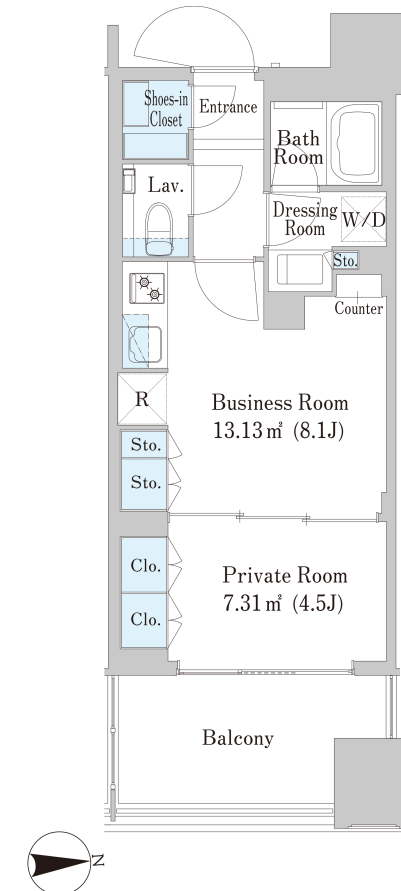 Shoes-in
Closet
Entrance
Bath
Room
Lav.
Dressing
Room
W/D
Sto.
Counter
R
Business Room
13.13㎡ (8.1J)
Sto.
Sto.
Clo.
Private Room
7.31㎡ (4.5J)
Clo.
Balcony
N